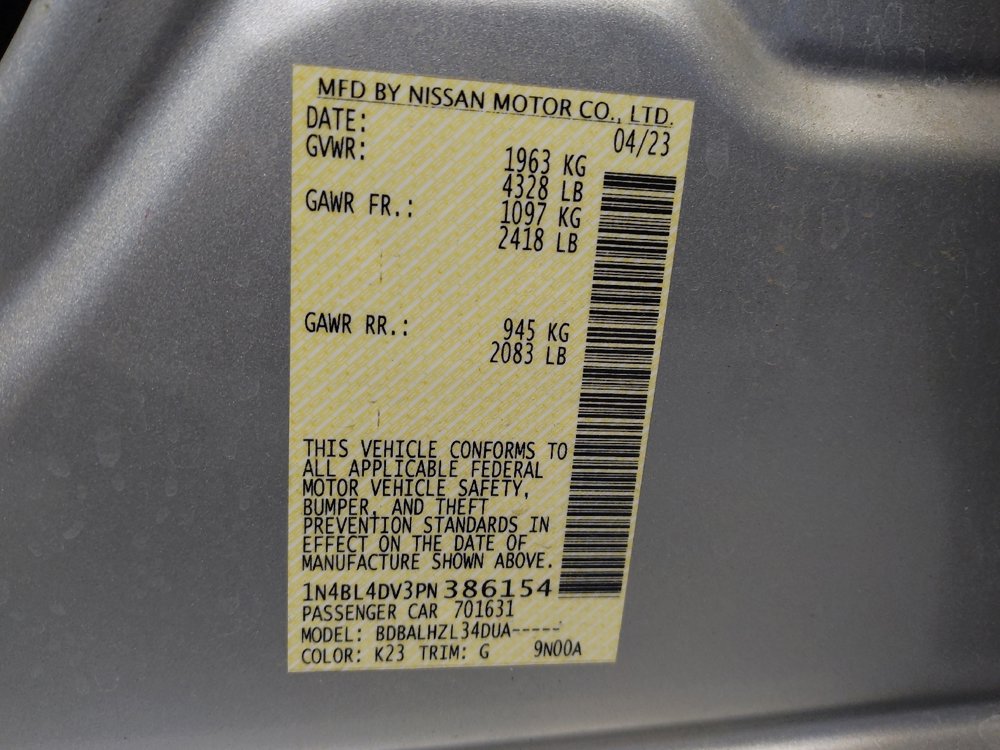 MFD BY NISSAN MOTOR CO., LTD.
DATE: 04/23
GVWR: 1963 KG
4328 LB
GAWR FR.: 1097 KG
2418 LB
GAWR RR.: 945 KG
2083 LB
THIS VEHICLE CONFORMS TO
ALL APPLICABLE FEDERAL
MOTOR VEHICLE SAFETY,
BUMPER, AND THEFT
PREVENTION STANDARDS IN
EFFECT ON THE DATE OF
MANUFACTURE SHOWN ABOVE.
1N4BL4DV3PN386154
PASSENGER CAR 701631
MODEL: BDBALHZL34DUA-----
COLOR: K23 TRIM: G 9N00A